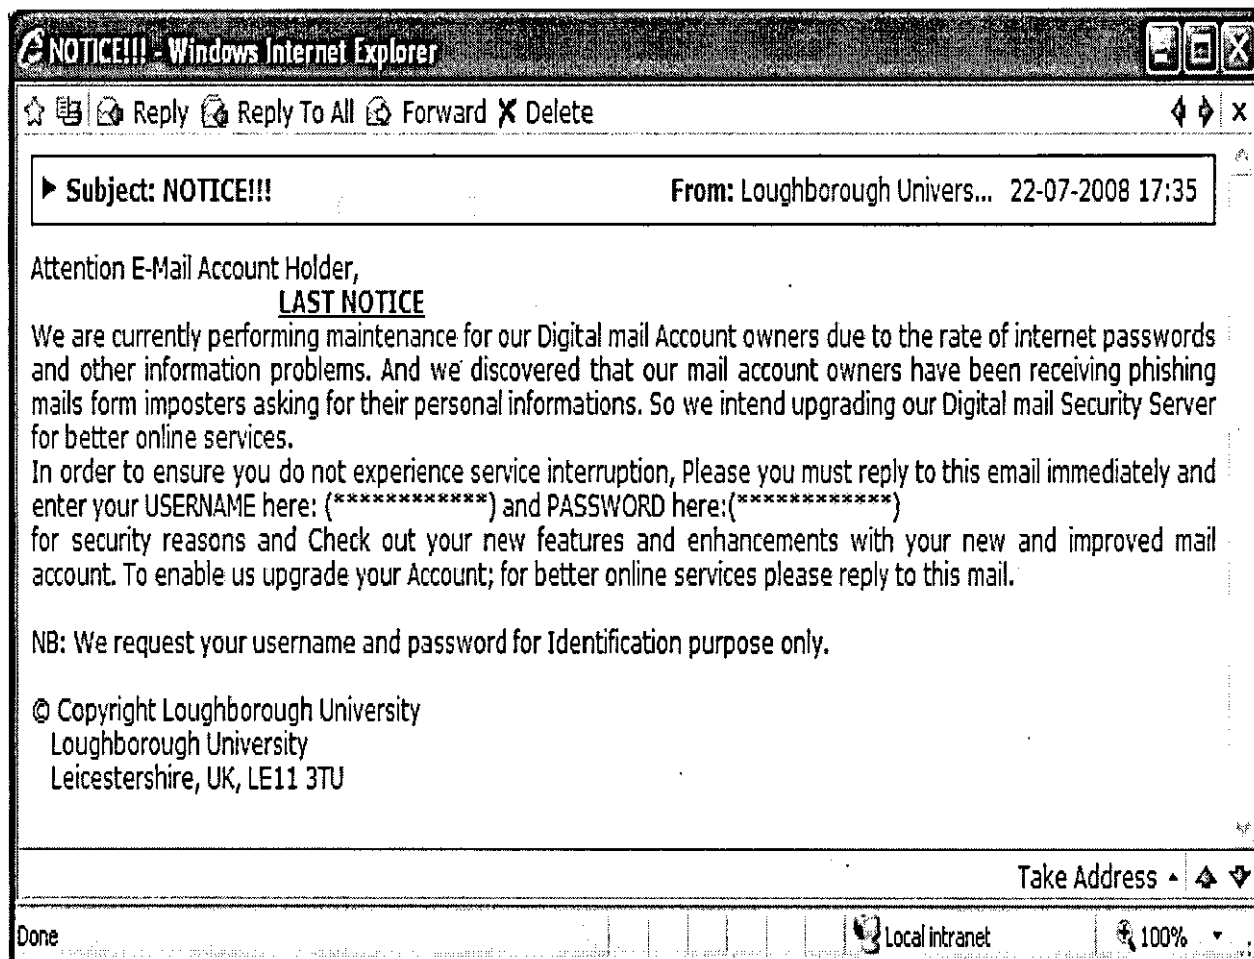 NOTICE!!! - Windows Internet Explorer
Reply Reply To All Forward X Delete
Subject: NOTICE!!! From: Loughborough Univers... 22-07-2008 17:35
Attention E-Mail Account Holder,
LAST NOTICE
We are currently performing maintenance for our Digital mail Account owners due to the rate of internet passwords
and other information problems. And we discovered that our mail account owners have been receiving phishing
mails form imposters asking for their personal informations. So we intend upgrading our Digital mail Security Server
for better online services.
In order to ensure you do not experience service interruption, Please you must reply to this email immediately and
enter your USERNAME here: (************) and PASSWORD here:(************)
for security reasons and Check out your new features and enhancements with your new and improved mail
account. To enable us upgrade your Account; for better online services please reply to this mail.
NB: We request your username and password for Identification purpose only.
© Copyright Loughborough University
Loughborough University
Leicestershire, UK, LE11 3TU
Take Address
Done Local intranet 100%